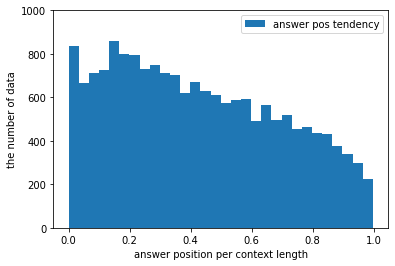 answer pos tendency
1000
800
600
400
200
0
the number of data
0.0 0.2 0.4 0.6 0.8 1.0
answer position per context length